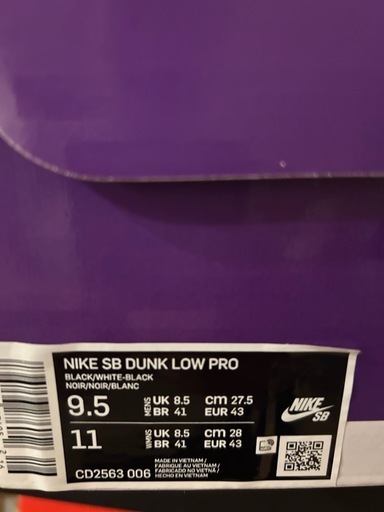 NIKE SB DUNK LOW PRO
BLACK/WHITE-BLACK
NOIR/NOIR/BLANC
9.5 MENS UK 8.5 cm 27.5
BR 41 EUR 43
11 WMNS UK 8.5 cm 28
BR 41 EUR 43
NIKE SB
MADE IN VIETNAM /
FABRIQUE AU VIETNAM /
FABRICADO NO VIETNÃ /
HECHO EN VIETNAM
CD2563 006